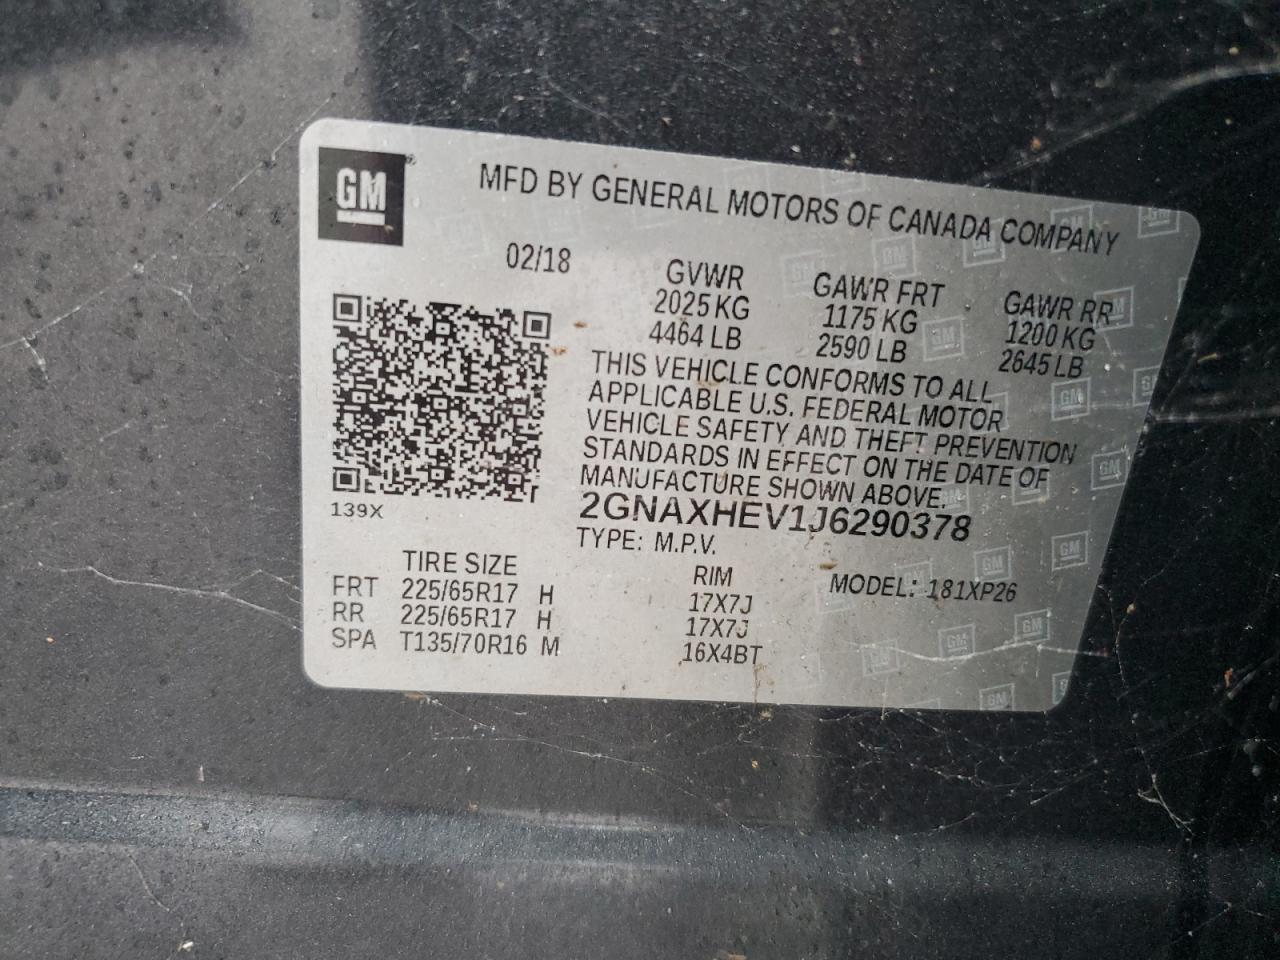 GM
MFD BY GENERAL MOTORS OF CANADA COMPANY
02/18
GVWR GAWR FRT GAWR RR
2025 KG 1175 KG 1200 KG
4464 LB 2590 LB 2645 LB
THIS VEHICLE CONFORMS TO ALL
APPLICABLE U.S. FEDERAL MOTOR
VEHICLE SAFETY AND THEFT PREVENTION
STANDARDS IN EFFECT ON THE DATE OF
MANUFACTURE SHOWN ABOVE.
139X
2GNAXHEV1J6290378
TYPE: M.P.V.
MODEL: 181XP26
TIRE SIZE RIM
FRT 225/65R17 H 17X7J
RR 225/65R17 H 17X7J
SPA T135/70R16 M 16X4BT